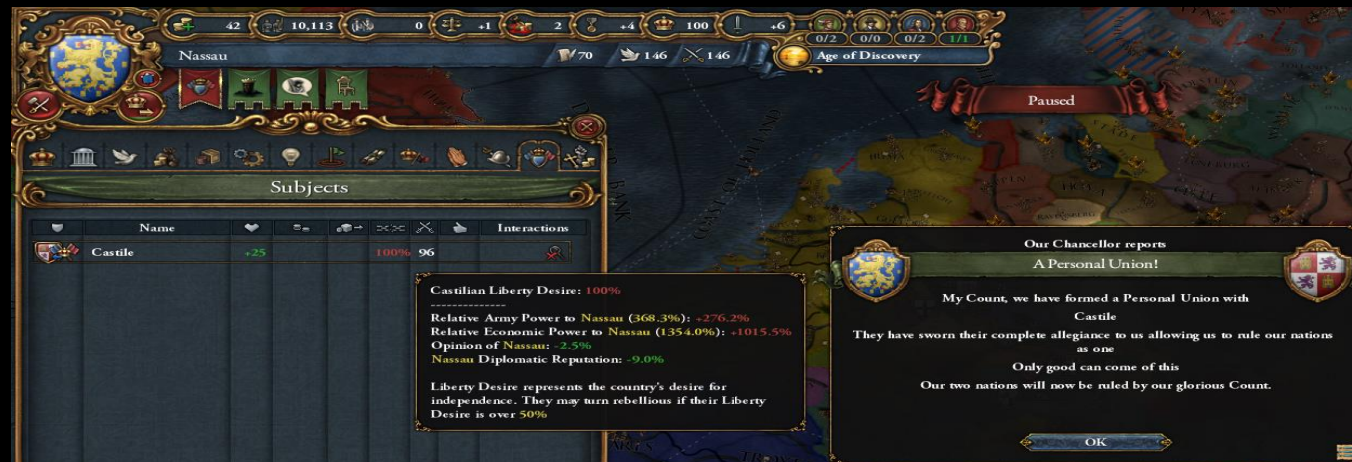 42 10,113 0 +1 2 +4 100 +6
0/2 0/0 0/2 1/1
Nassau
70 146 146
Age of Discovery
Paused
Subjects
Name Interactions
Castile +25 100% 96
Castilian Liberty Desire: 100%
--------------
Relative Army Power to Nassau (368.3%): +276.2%
Relative Economic Power to Nassau (1354.0%): +1015.5%
Opinion of Nassau: -2.5%
Nassau Diplomatic Reputation: -9.0%
Liberty Desire represents the country's desire for
independence. They may turn rebellious if their Liberty
Desire is over 50%
Our Chancellor reports
A Personal Union!
My Count, we have formed a Personal Union with
Castile
They have sworn their complete allegiance to us allowing us to rule our nations
as one
Only good can come of this
Our two nations will now be ruled by our glorious Count.
OK